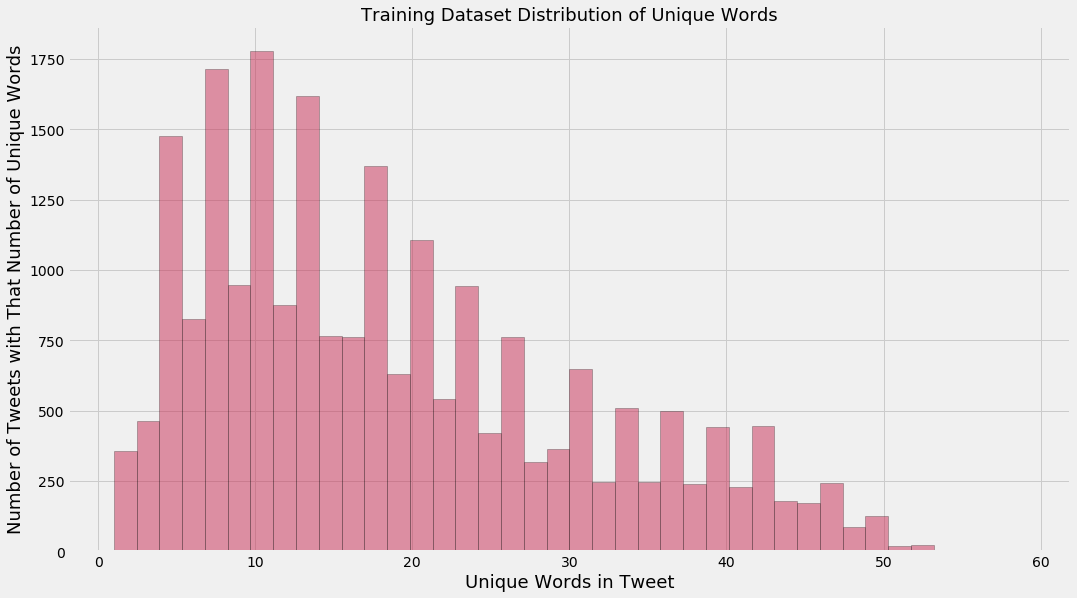 Training Dataset Distribution of Unique Words
Number of Tweets with That Number of Unique Words
1750
1500
1250
1000
750
500
250
0
0 10 20 30 40 50 60
Unique Words in Tweet